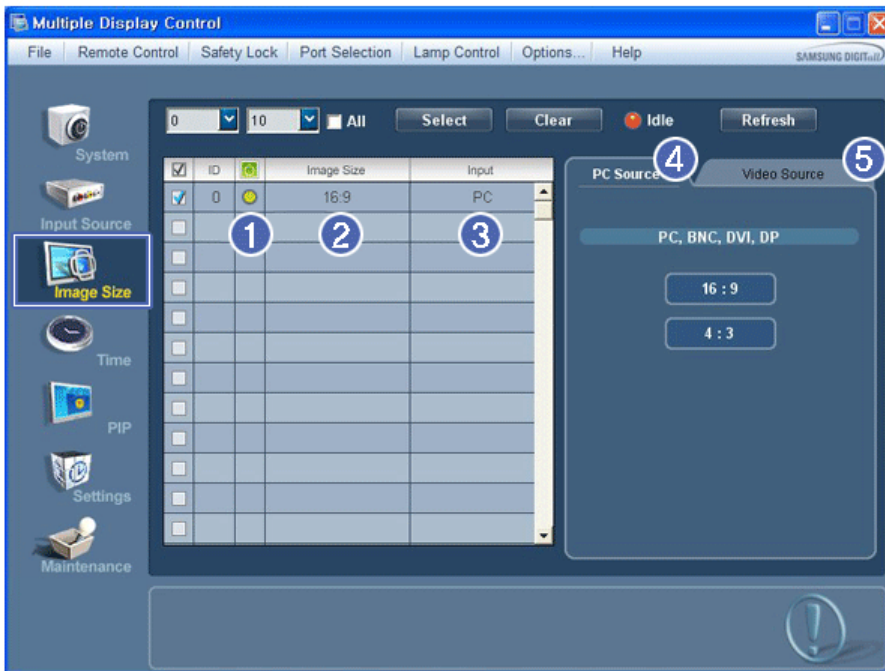 Multiple Display Control
File Remote Control Safety Lock Port Selection Lamp Control Options... Help SAMSUNG DIGITall
0 10 All Select Clear Idle Refresh
System
Input Source
Image Size
Time
PIP
Settings
Maintenance
ID Image Size Input
0 16:9 PC
1 2 3
PC Source 4 Video Source 5
PC, BNC, DVI, DP
16 : 9
4 : 3